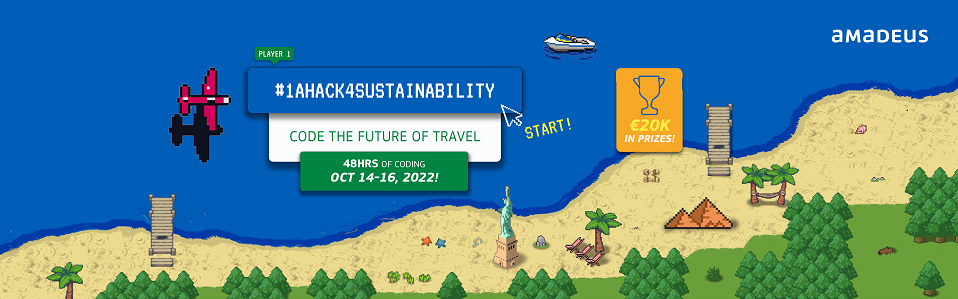 amadeus
PLAYER 1
#1AHACK4SUSTAINABILITY
CODE THE FUTURE OF TRAVEL
START!
48HRS OF CODING
OCT 14-16, 2022!
€20K
IN PRIZES!